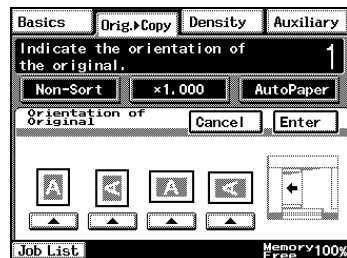 Basics Orig.▸Copy Density Auxiliary
Indicate the orientation of
the original.
1
Non-Sort ×1.000 AutoPaper
Orientation of
Original
Cancel Enter
A A A A
Job List
Memory
Free 100%